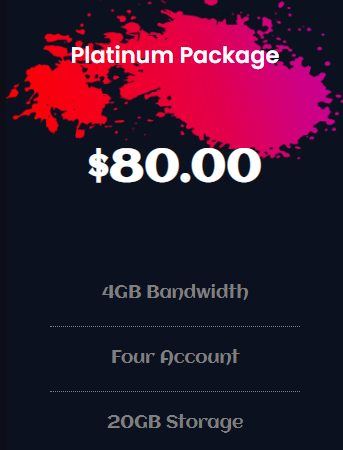 Platinum Package
$80.00
4GB Bandwidth
Four Account
20GB Storage